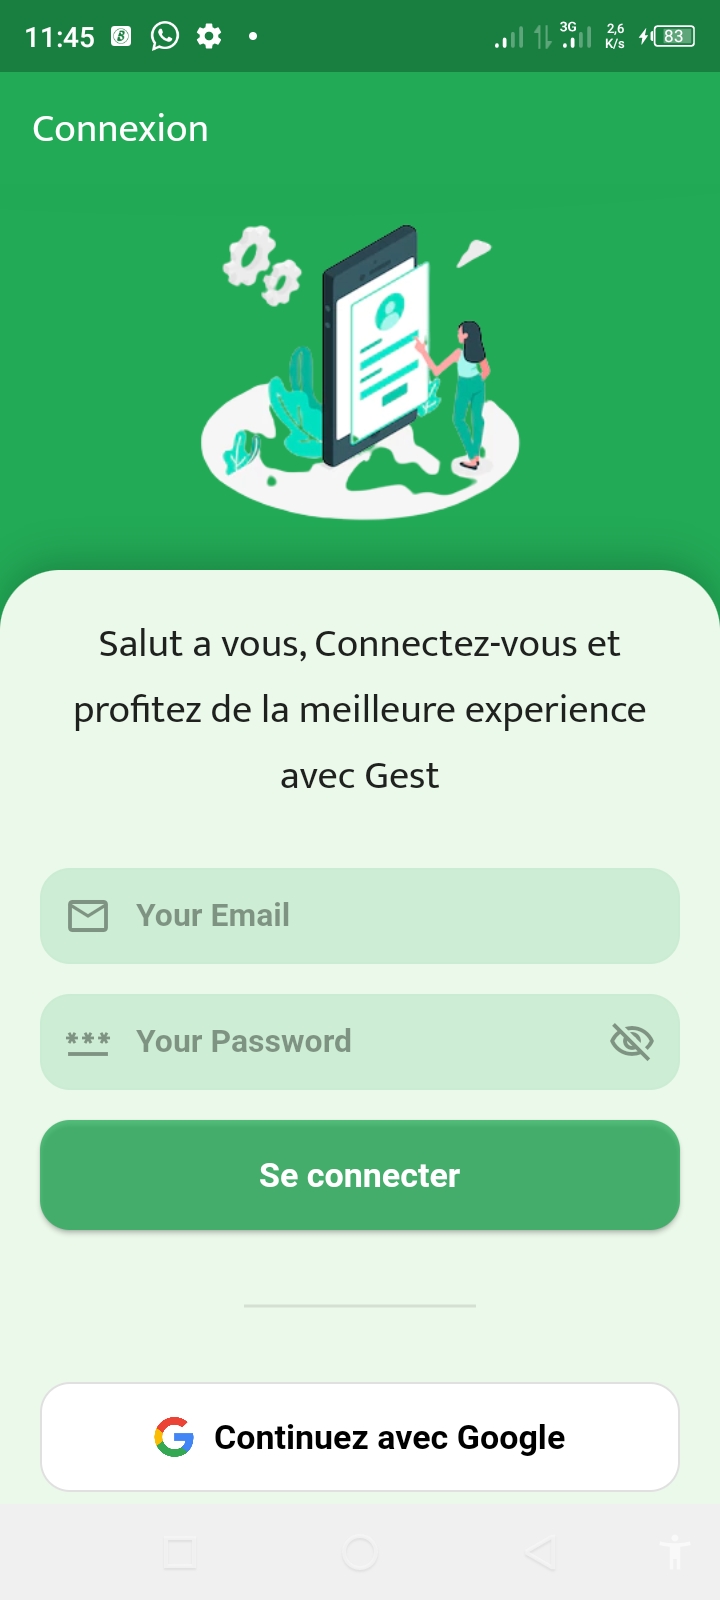 11:45
3G
2,6
K/s
83
Connexion
Salut a vous, Connectez-vous et
profitez de la meilleure experience
avec Gest
Your Email
*** Your Password
Se connecter
Continuez avec Google